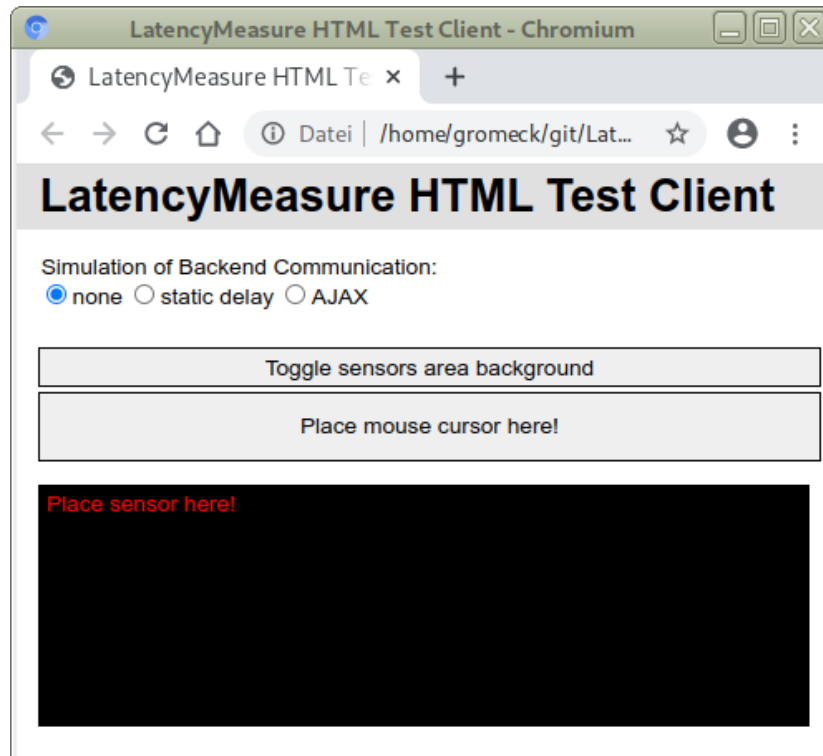 LatencyMeasure HTML Test Client - Chromium
LatencyMeasure HTML Te
Datei | /home/gromeck/git/Lat...
LatencyMeasure HTML Test Client
Simulation of Backend Communication:
none static delay AJAX
Toggle sensors area background
Place mouse cursor here!
Place sensor here!